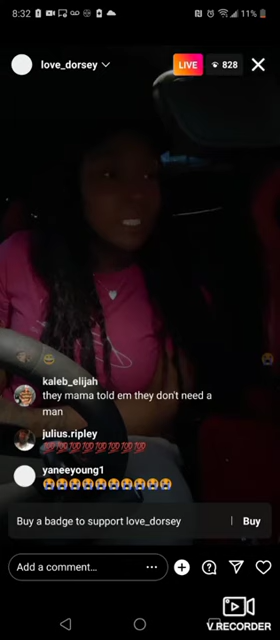 8:32
11%
love_dorsey
LIVE
828
kaleb_elijah
they mama told em they don't need a
man
julius.ripley
💯💯💯💯💯💯💯💯
yaneeyoung1
😭😭😭😭😭😭😭😭😭😭
Buy a badge to support love_dorsey
Buy
Add a comment...
V RECORDER